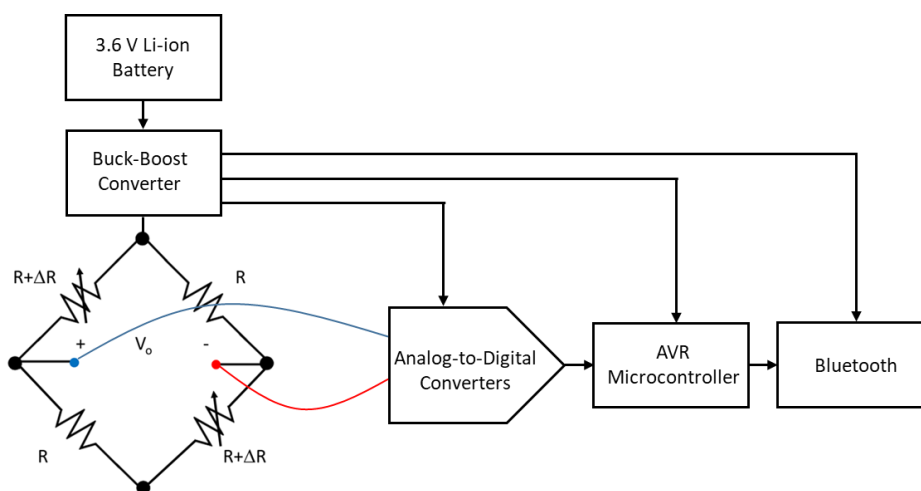 3.6 V Li-ion
Battery
Buck-Boost
Converter
R+ΔR
R
+
Vo
-
Analog-to-Digital
Converters
AVR
Microcontroller
Bluetooth
R
R+ΔR